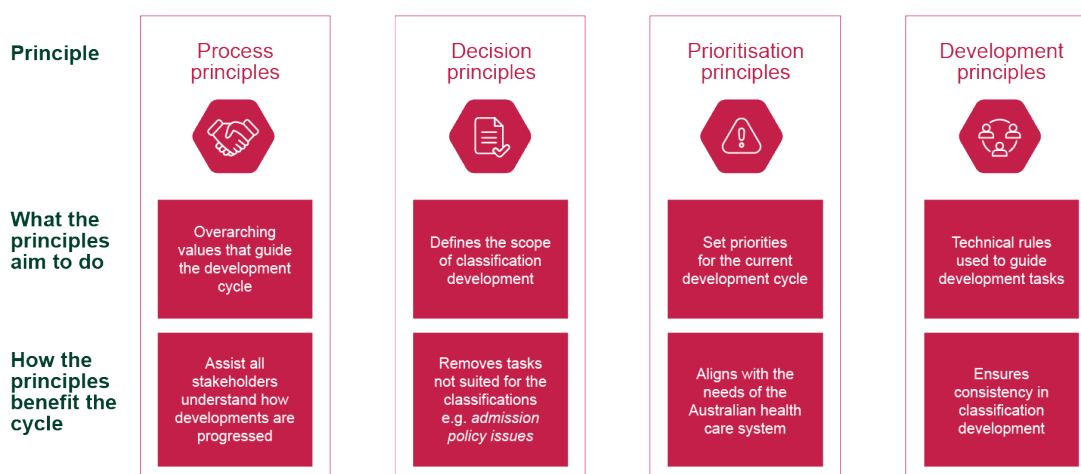 Principle
Process
principles
Decision
principles
Prioritisation
principles
Development
principles
What the
principles
aim to do
Overarching
values that guide
the development
cycle
Defines the scope
of classification
development
Set priorities
for the current
development cycle
Technical rules
used to guide
development tasks
How the
principles
benefit the
cycle
Assist all
stakeholders
understand how
developments are
progressed
Removes tasks
not suited for the
classifications
e.g. admission
policy issues
Aligns with the
needs of the
Australian health
care system
Ensures
consistency in
classification
development